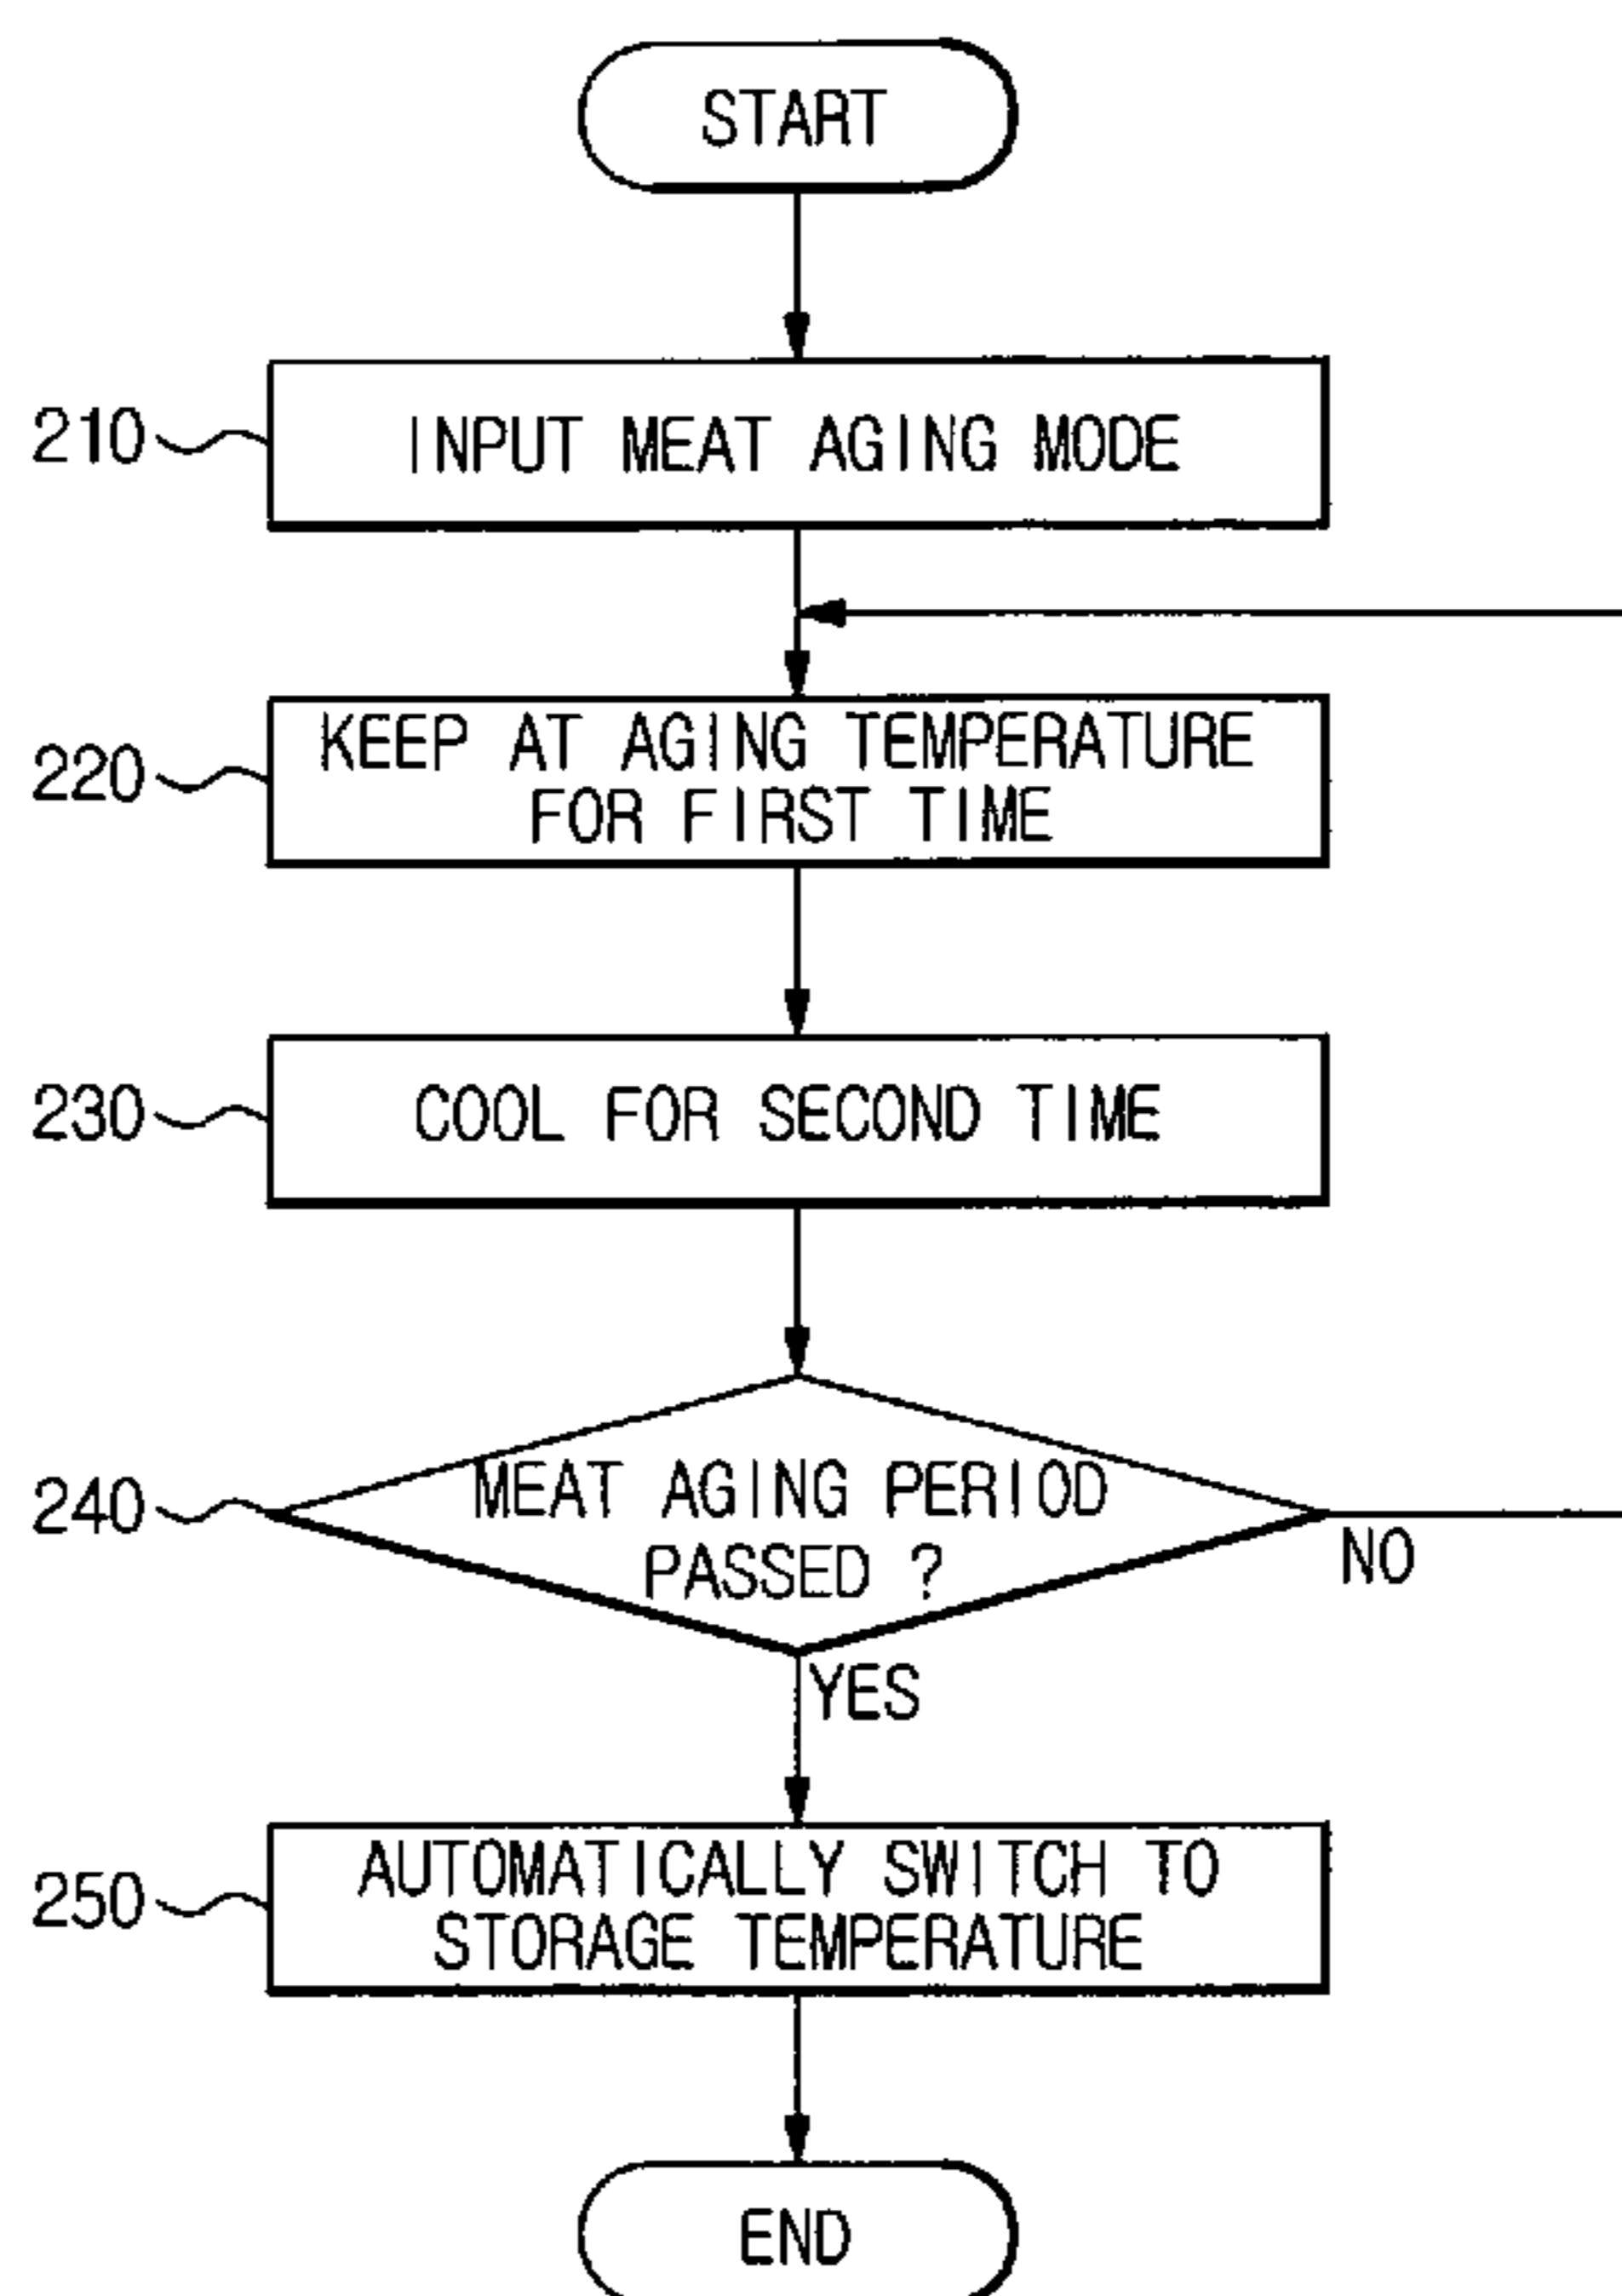 START
210
INPUT MEAT AGING MODE
220
KEEP AT AGING TEMPERATURE
FOR FIRST TIME
230
COOL FOR SECOND TIME
240
MEAT AGING PERIOD
PASSED ?
NO
YES
250
AUTOMATICALLY SWITCH TO
STORAGE TEMPERATURE
END